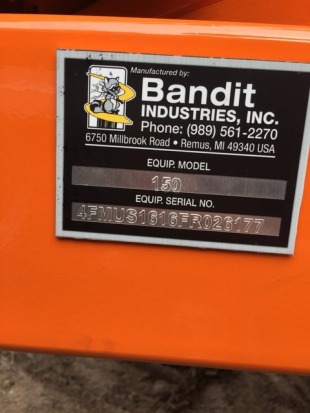 Manufactured by:
Bandit
INDUSTRIES, INC.
Phone: (989) 561-2270
6750 Millbrook Road • Remus, MI 49340 USA
EQUIP. MODEL
150
EQUIP. SERIAL NO.
4FMUS1616FR026177